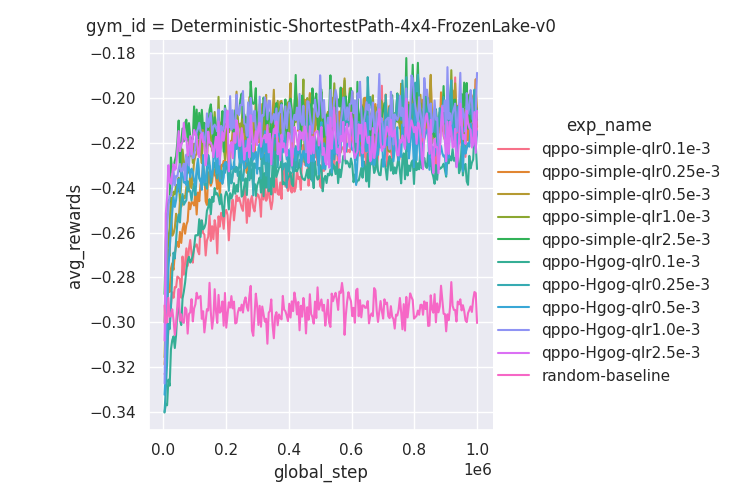 gym_id = Deterministic-ShortestPath-4x4-FrozenLake-v0
−0.18
−0.20
−0.22
−0.24
−0.26
−0.28
−0.30
−0.32
−0.34
avg_rewards
0.0
0.2
0.4
0.6
0.8
1.0
1e6
global_step
exp_name
qppo-simple-qlr0.1e-3
qppo-simple-qlr0.25e-3
qppo-simple-qlr0.5e-3
qppo-simple-qlr1.0e-3
qppo-simple-qlr2.5e-3
qppo-Hgog-qlr0.1e-3
qppo-Hgog-qlr0.25e-3
qppo-Hgog-qlr0.5e-3
qppo-Hgog-qlr1.0e-3
qppo-Hgog-qlr2.5e-3
random-baseline